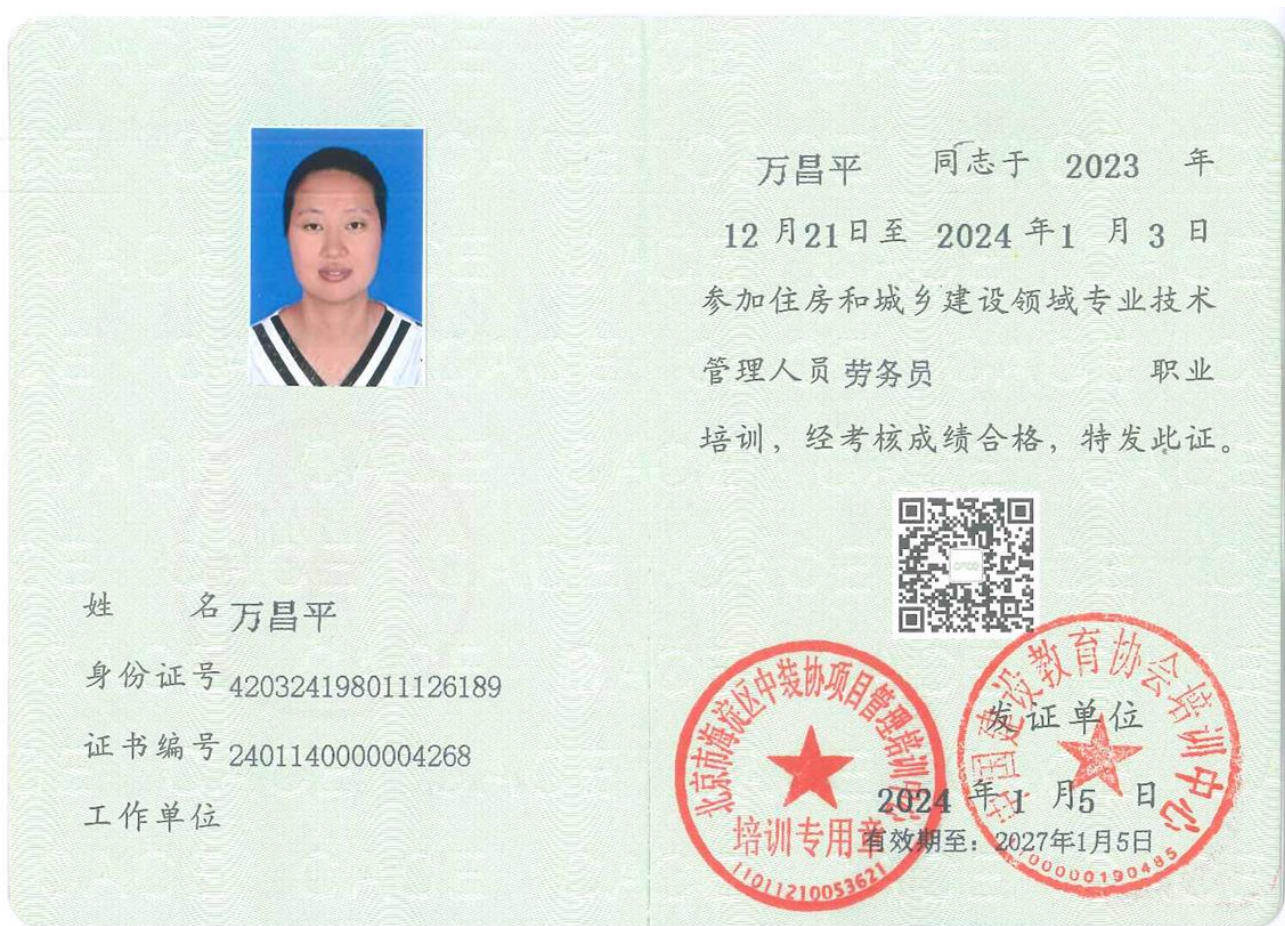 姓 名 万昌平
身份证号 420324198011126189
证书编号 2401140000004268
工作单位
万昌平 同志于 2023 年
12 月 21 日至 2024 年 1 月 3 日
参加住房和城乡建设领域专业技术
管理人员 劳务员 职业
培训，经考核成绩合格，特发此证。
北京市海淀区中装协项目管理培训中心
培训专用章
11011210053621
中国建设教育协会培训中心
发证单位
2024 年 1 月 5 日
有效期至：2027年1月5日